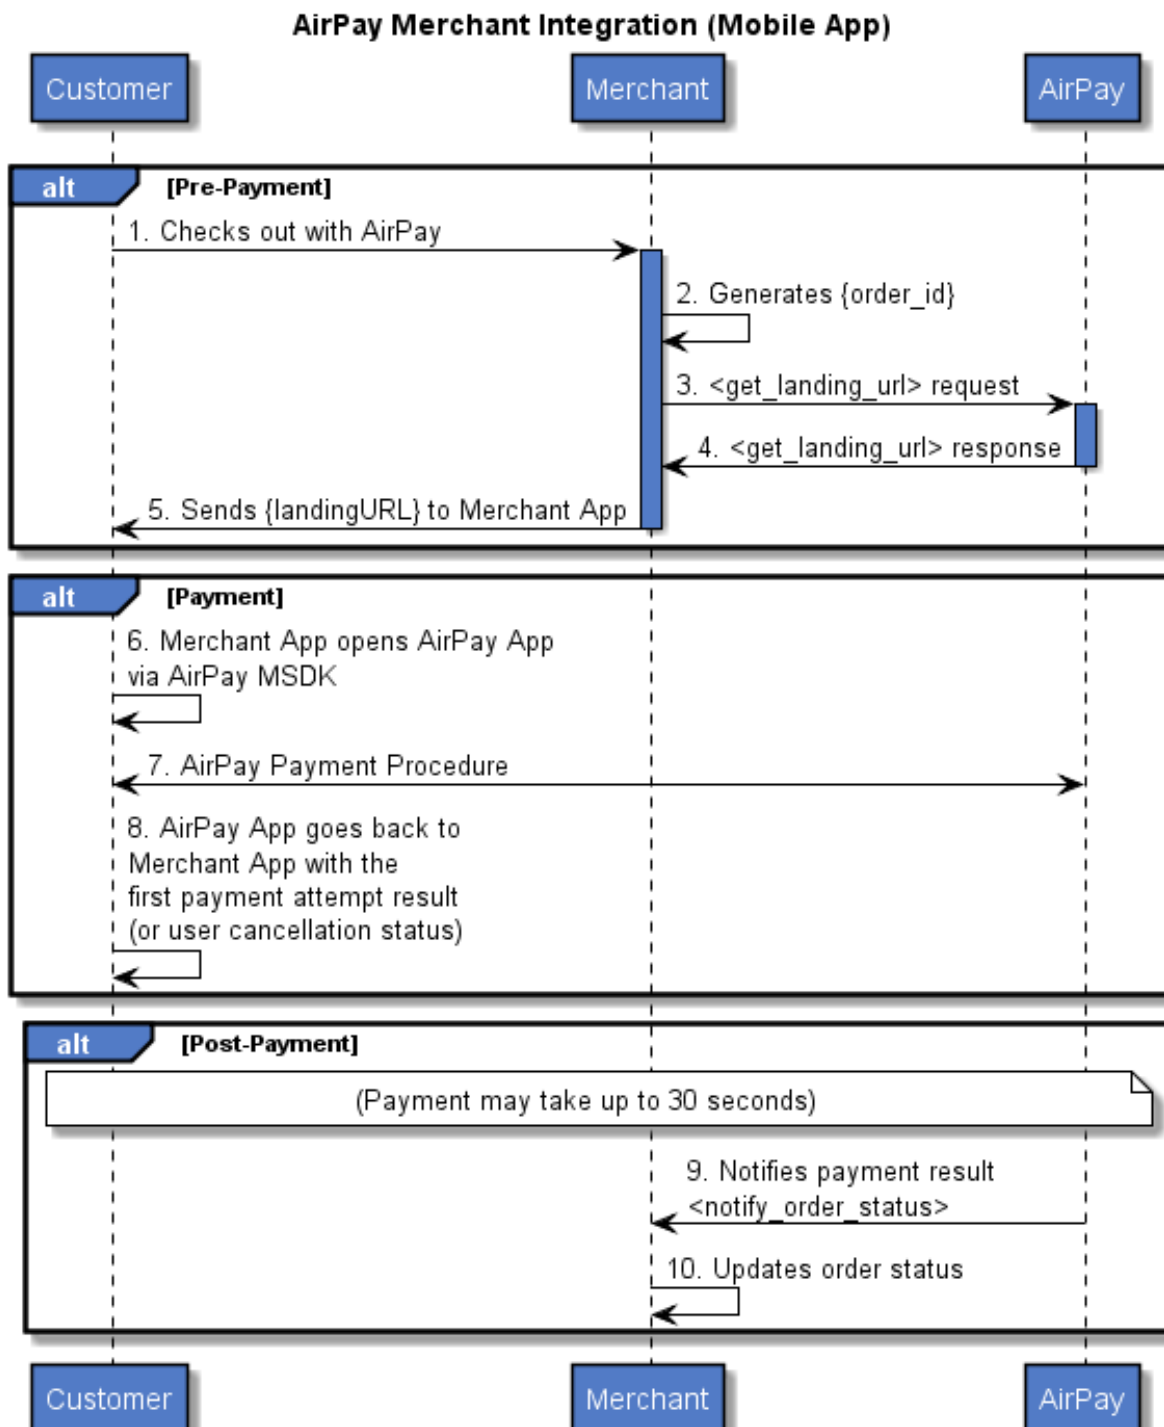 AirPay Merchant Integration (Mobile App)
Customer
Merchant
AirPay
alt
[Pre-Payment]
1. Checks out with AirPay
2. Generates {order_id}
3. <get_landing_url> request
4. <get_landing_url> response
5. Sends {landingURL} to Merchant App
alt
[Payment]
6. Merchant App opens AirPay App
via AirPay MSDK
7. AirPay Payment Procedure
8. AirPay App goes back to
Merchant App with the
first payment attempt result
(or user cancellation status)
alt
[Post-Payment]
(Payment may take up to 30 seconds)
9. Notifies payment result
<notify_order_status>
10. Updates order status
Customer
Merchant
AirPay